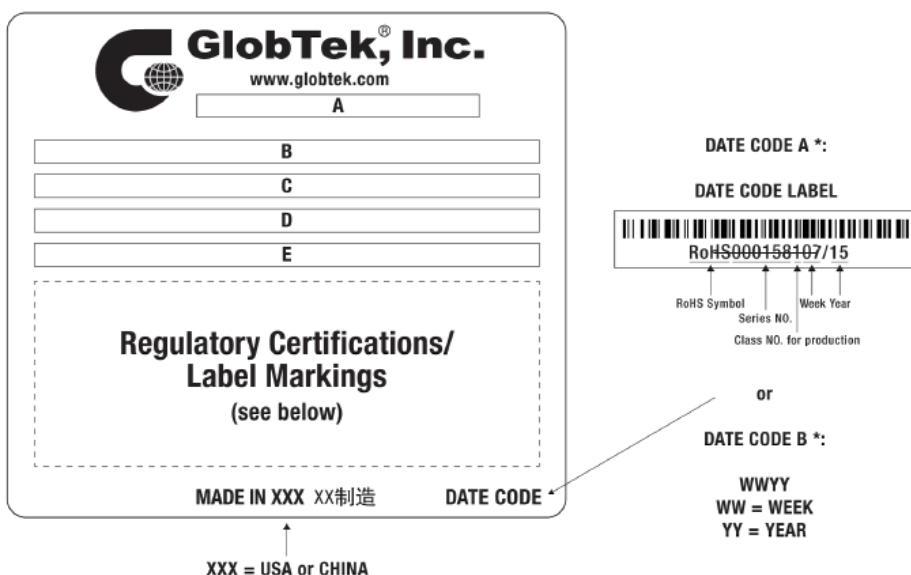 GlobTek®, Inc.
www.globtek.com
A
B
C
D
E
Regulatory Certifications/
Label Markings
(see below)
MADE IN XXX XX制造 DATE CODE
XXX = USA or CHINA
DATE CODE A *:
DATE CODE LABEL
RoHS000158107/15
RoHS Symbol
Week Year
Series NO.
Class NO. for production
or
DATE CODE B *:
WWYY
WW = WEEK
YY = YEAR